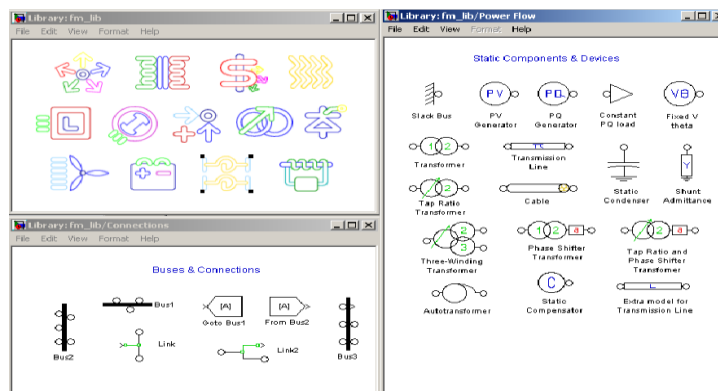 Library: fm_lib
File Edit View Format Help
L
Library: fm_lib/Connections
File Edit View Format Help
Buses & Connections
Bus2
Bus1
[A]
Goto Bus1
[A]
From Bus2
Bus3
Link
Link2
Library: fm_lib/Power Flow
File Edit View Format Help
Static Components & Devices
Slack Bus
PV
PV
Generator
PQ
PQ
Generator
Constant
PQ load
Vθ
Fixed V
theta
1 2
Transformer
π
Transmission
Line
Static
Condenser
Y
Shunt
Admittance
1 2
Tap Ratio
Transformer
Cable
2
3
Three-Winding
Transformer
1 2 a
Phase Shifter
Transformer
2 a
Tap Ratio and
Phase Shifter
Transformer
Autotransformer
C
Static
Compensator
L
Extra model for
Transmission Line